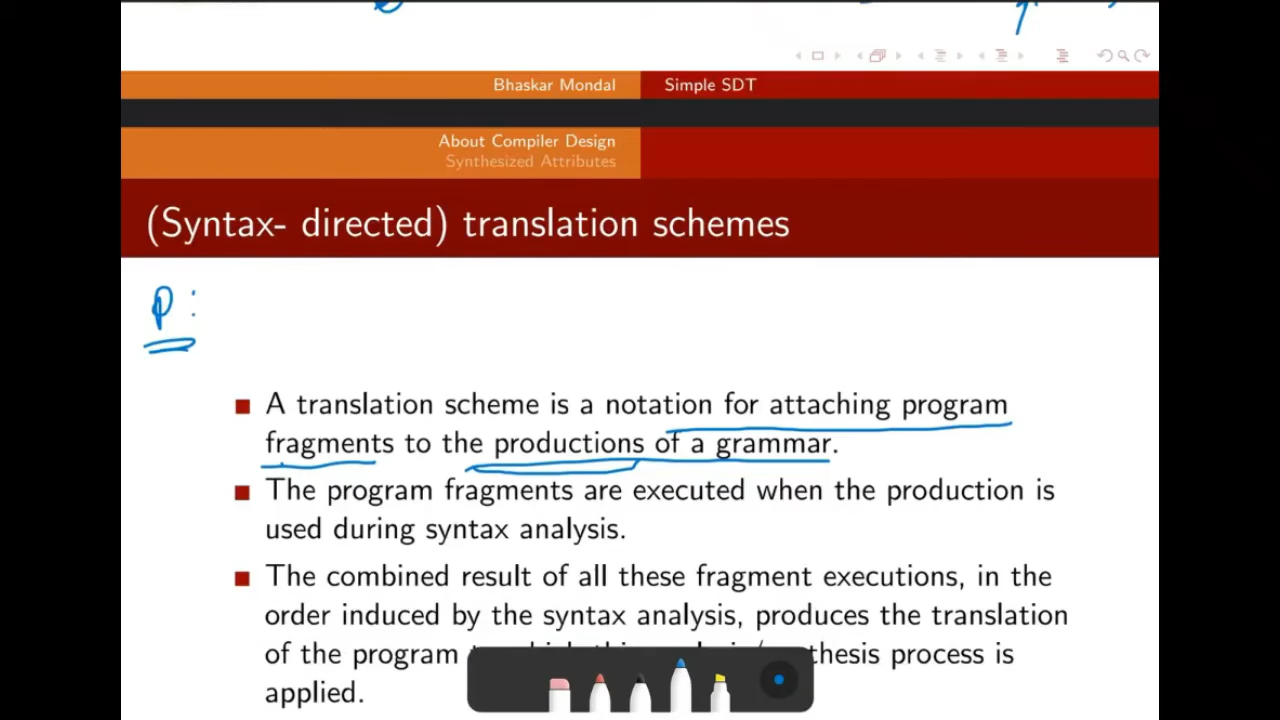 Bhaskar Mondal Simple SDT
About Compiler Design
Synthesized Attributes
(Syntax- directed) translation schemes
P:
A translation scheme is a notation for attaching program
fragments to the productions of a grammar.
The program fragments are executed when the production is
used during syntax analysis.
The combined result of all these fragment executions, in the
order induced by the syntax analysis, produces the translation
of the program process is
applied.